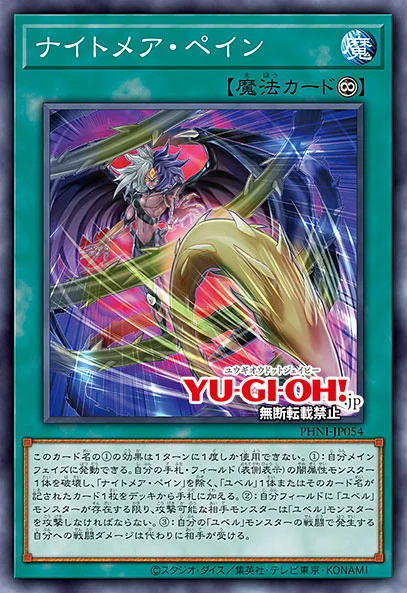 ナイトメア・ペイン
魔
【魔法カード】
ユウギオウドットジェイピー
YU-GI-OH!.jp
無断転載禁止
PHNI-JP054
このカード名の①の効果は1ターンに1度しか使用できない。①：自分メイン
フェイズに発動できる。自分の手札・フィールド(表側表示)の闇属性モンスター
1体を破壊し、「ナイトメア・ペイン」を除く、「ユベル」1体またはそのカード名が
記されたカード1枚をデッキから手札に加える。②：自分フィールドに「ユベル」
モンスターが存在する限り、攻撃可能な相手モンスターは「ユベル」モンスター
を攻撃しなければならない。③：自分の「ユベル」モンスターの戦闘で発生する
自分への戦闘ダメージは代わりに相手が受ける。
©スタジオ・ダイス／集英社・テレビ東京・KONAMI